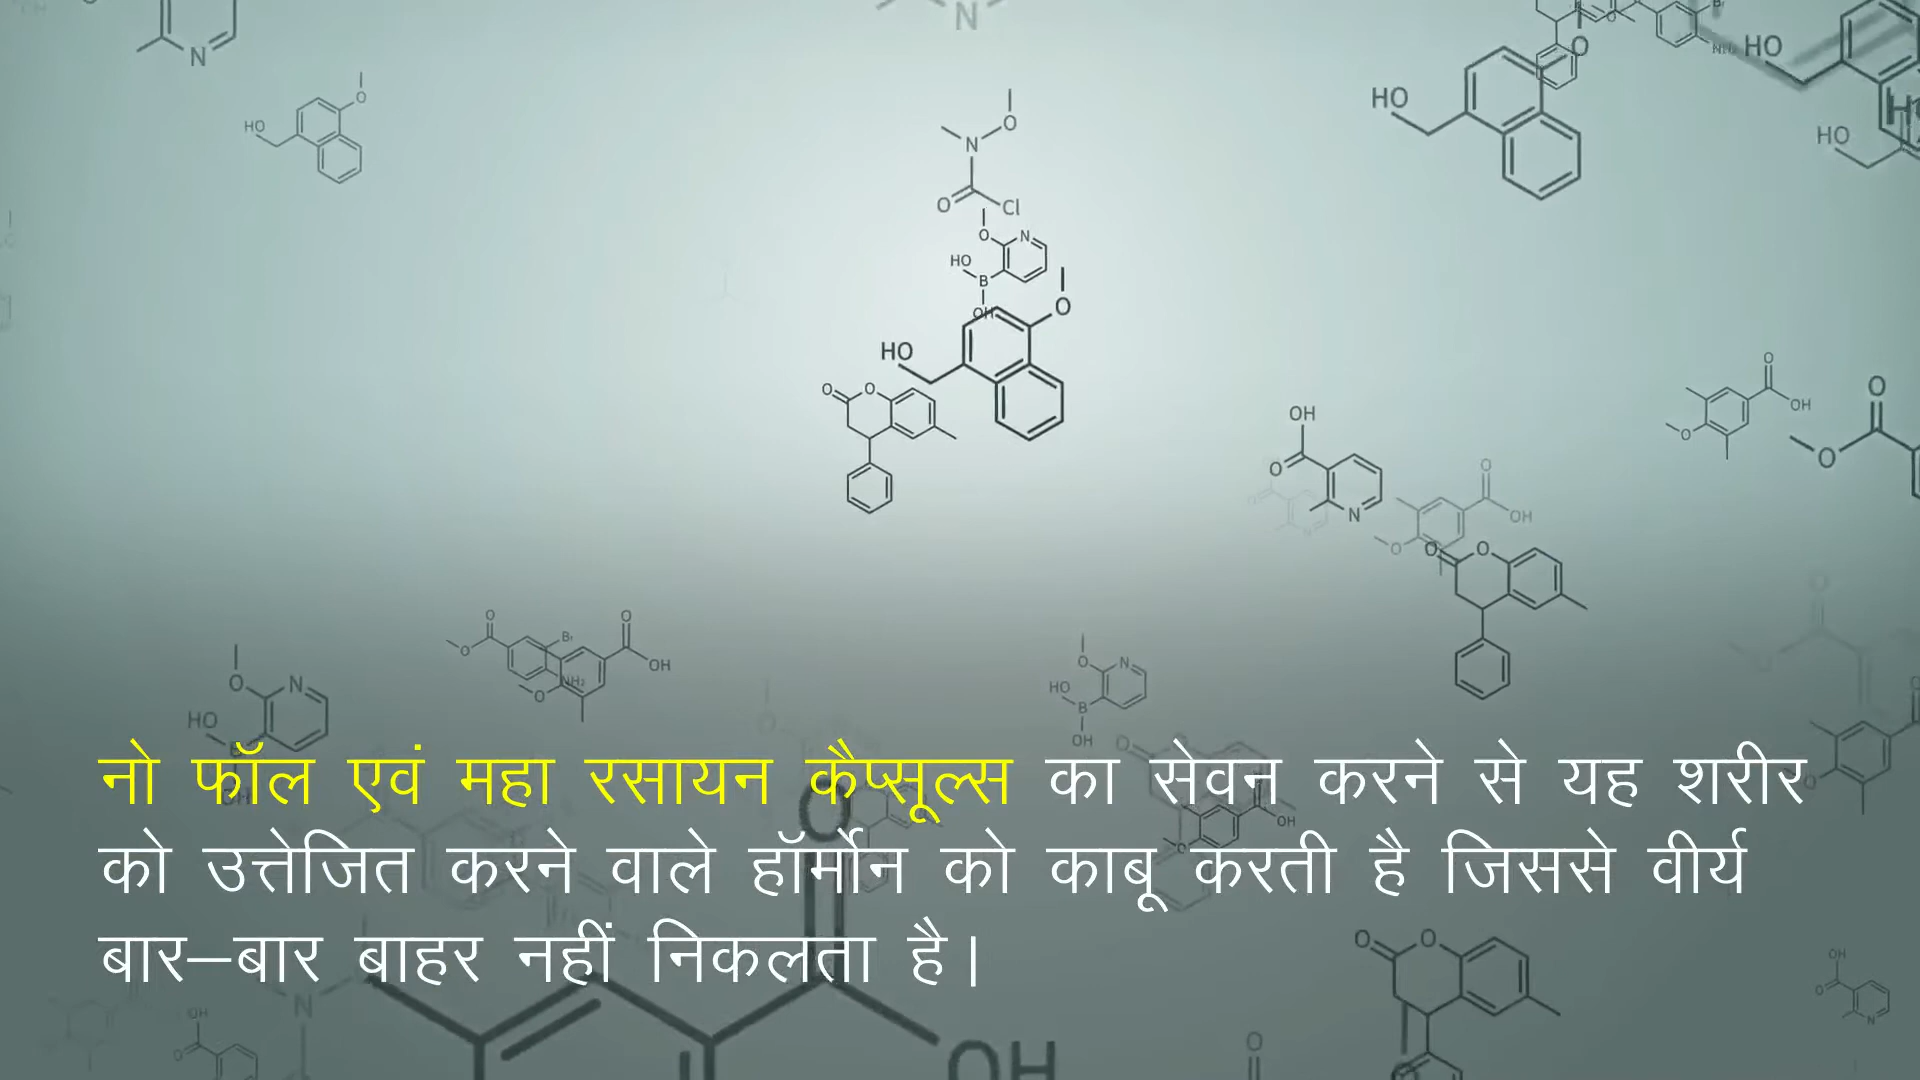 नो फॉल एवं महा रसायन कैप्सूल्स का सेवन करने से यह शरीर
को उत्तेजित करने वाले हॉर्मोन को काबू करती है जिससे वीर्य
बार–बार बाहर नहीं निकलता है।